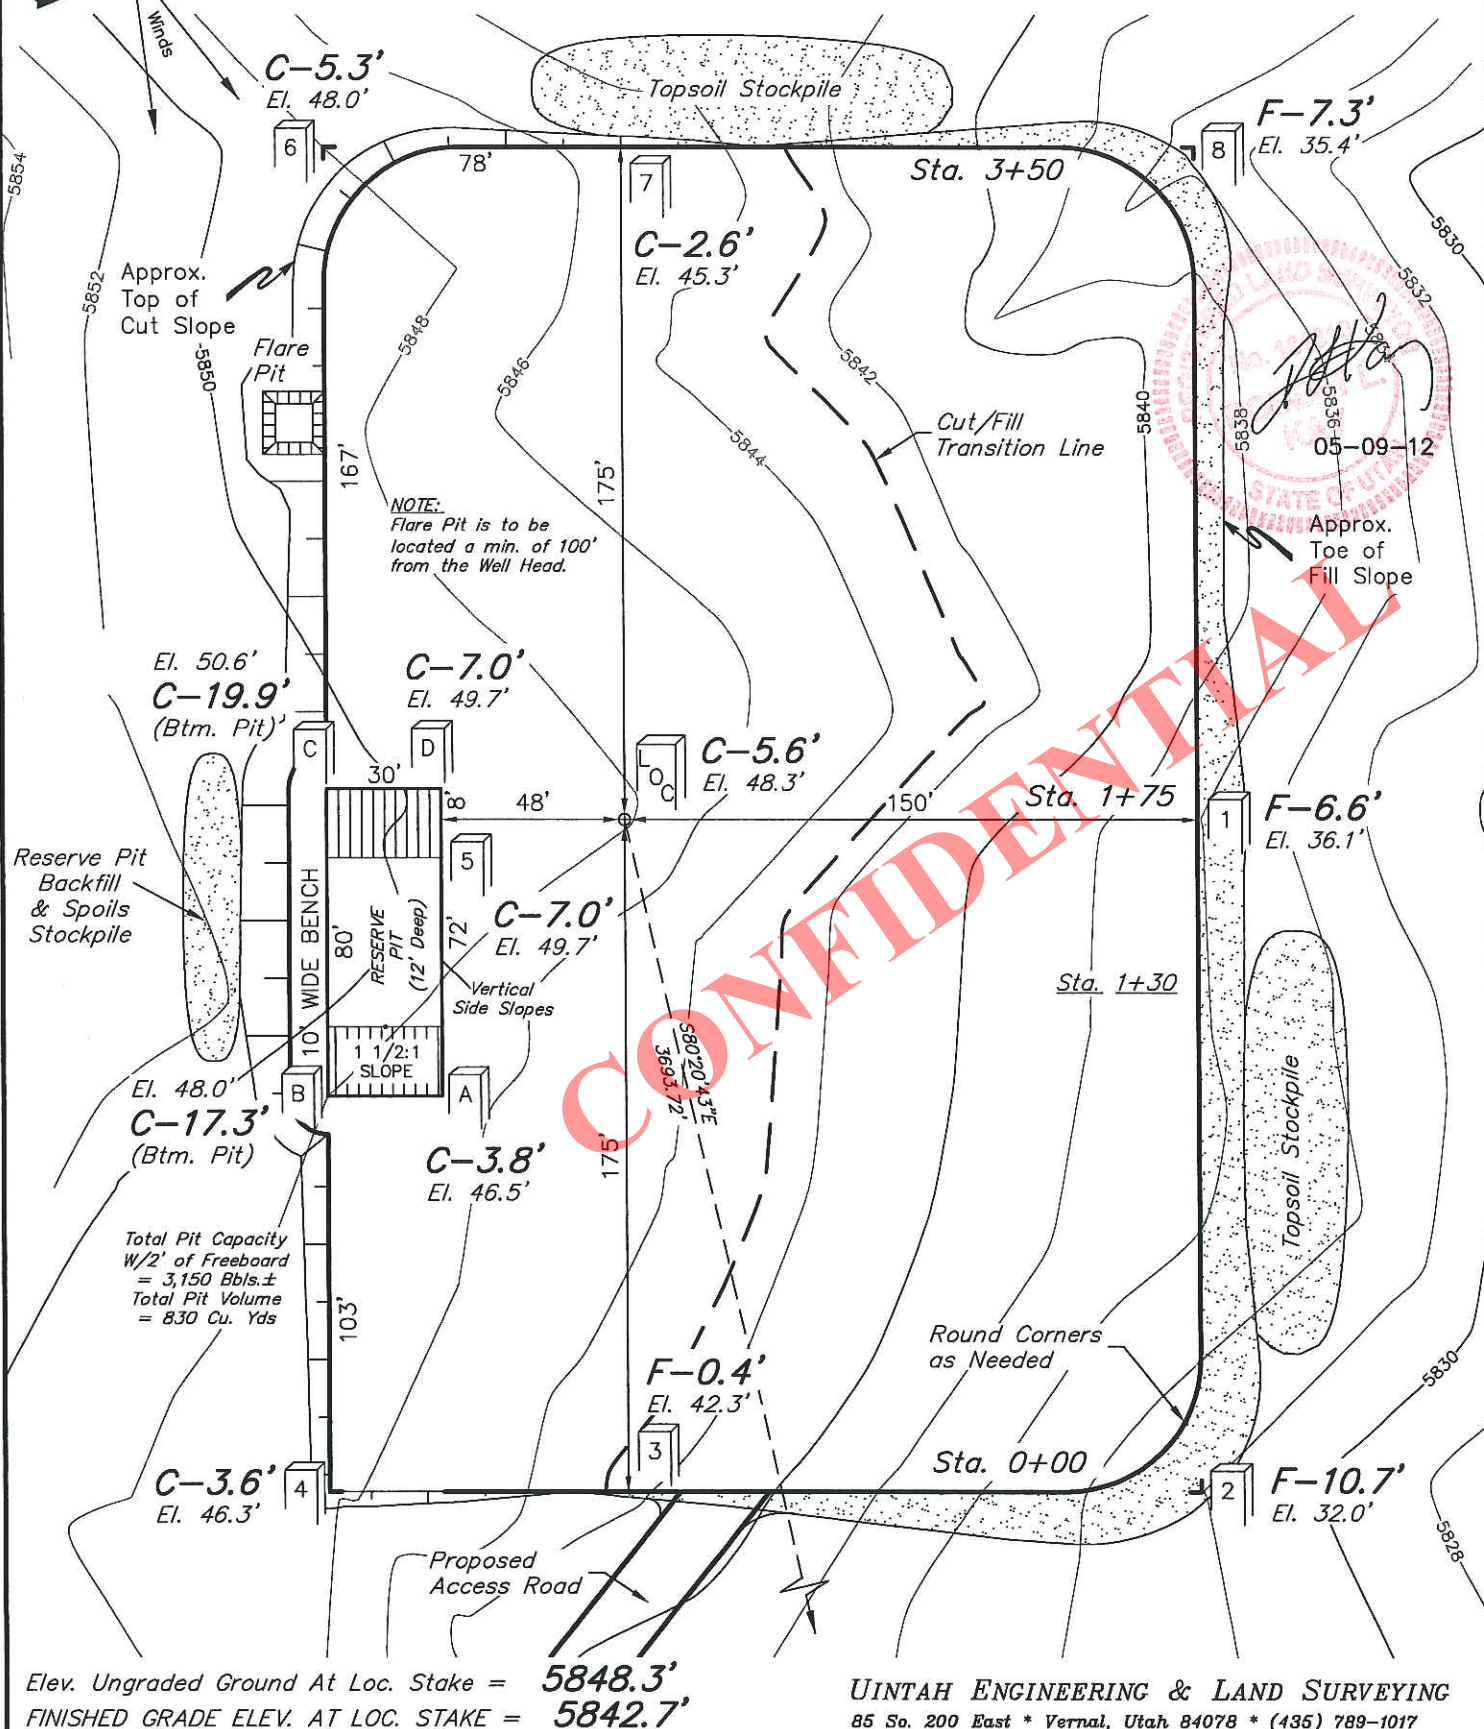 Winds
C-5.3'
El. 48.0'
6
78'
Topsoil Stockpile
7
C-2.6'
El. 45.3'
Sta. 3+50
8
F-7.3'
El. 35.4'
5854
5852
5850
5848
5846
5844
5842
5840
5838
5836
5832
5830
Approx.
Top of
Cut Slope
Flare
Pit
167'
175'
NOTE:
Flare Pit is to be
located a min. of 100'
from the Well Head.
Cut/Fill
Transition Line
STATE OF UTAH
05-09-12
Approx.
Toe of
Fill Slope
CONFIDENTIAL
El. 50.6'
C-19.9'
(Btm. Pit)
C
C-7.0'
El. 49.7'
D
30'
8'
48'
LOC
C-5.6'
El. 48.3'
150'
Sta. 1+75
1
F-6.6'
El. 36.1'
Reserve Pit
Backfill
& Spoils
Stockpile
10' WIDE BENCH
80'
RESERVE
PIT
(12' Deep)
72'
5
C-7.0'
El. 49.7'
Vertical
Side Slopes
1 1/2:1
SLOPE
Sta. 1+30
S80°20'43"E
3693.72'
Topsoil Stockpile
El. 48.0'
C-17.3'
(Btm. Pit)
B
A
C-3.8'
El. 46.5'
175'
Total Pit Capacity
W/2' of Freeboard
= 3,150 Bbls.±
Total Pit Volume
= 830 Cu. Yds
103'
Round Corners
as Needed
F-0.4'
El. 42.3'
3
5830
5828
C-3.6'
El. 46.3'
4
Sta. 0+00
2
F-10.7'
El. 32.0'
Proposed
Access Road
Elev. Ungraded Ground At Loc. Stake = 5848.3'
FINISHED GRADE ELEV. AT LOC. STAKE = 5842.7'
UINTAH ENGINEERING & LAND SURVEYING
85 So. 200 East * Vernal, Utah 84078 * (435) 789-1017